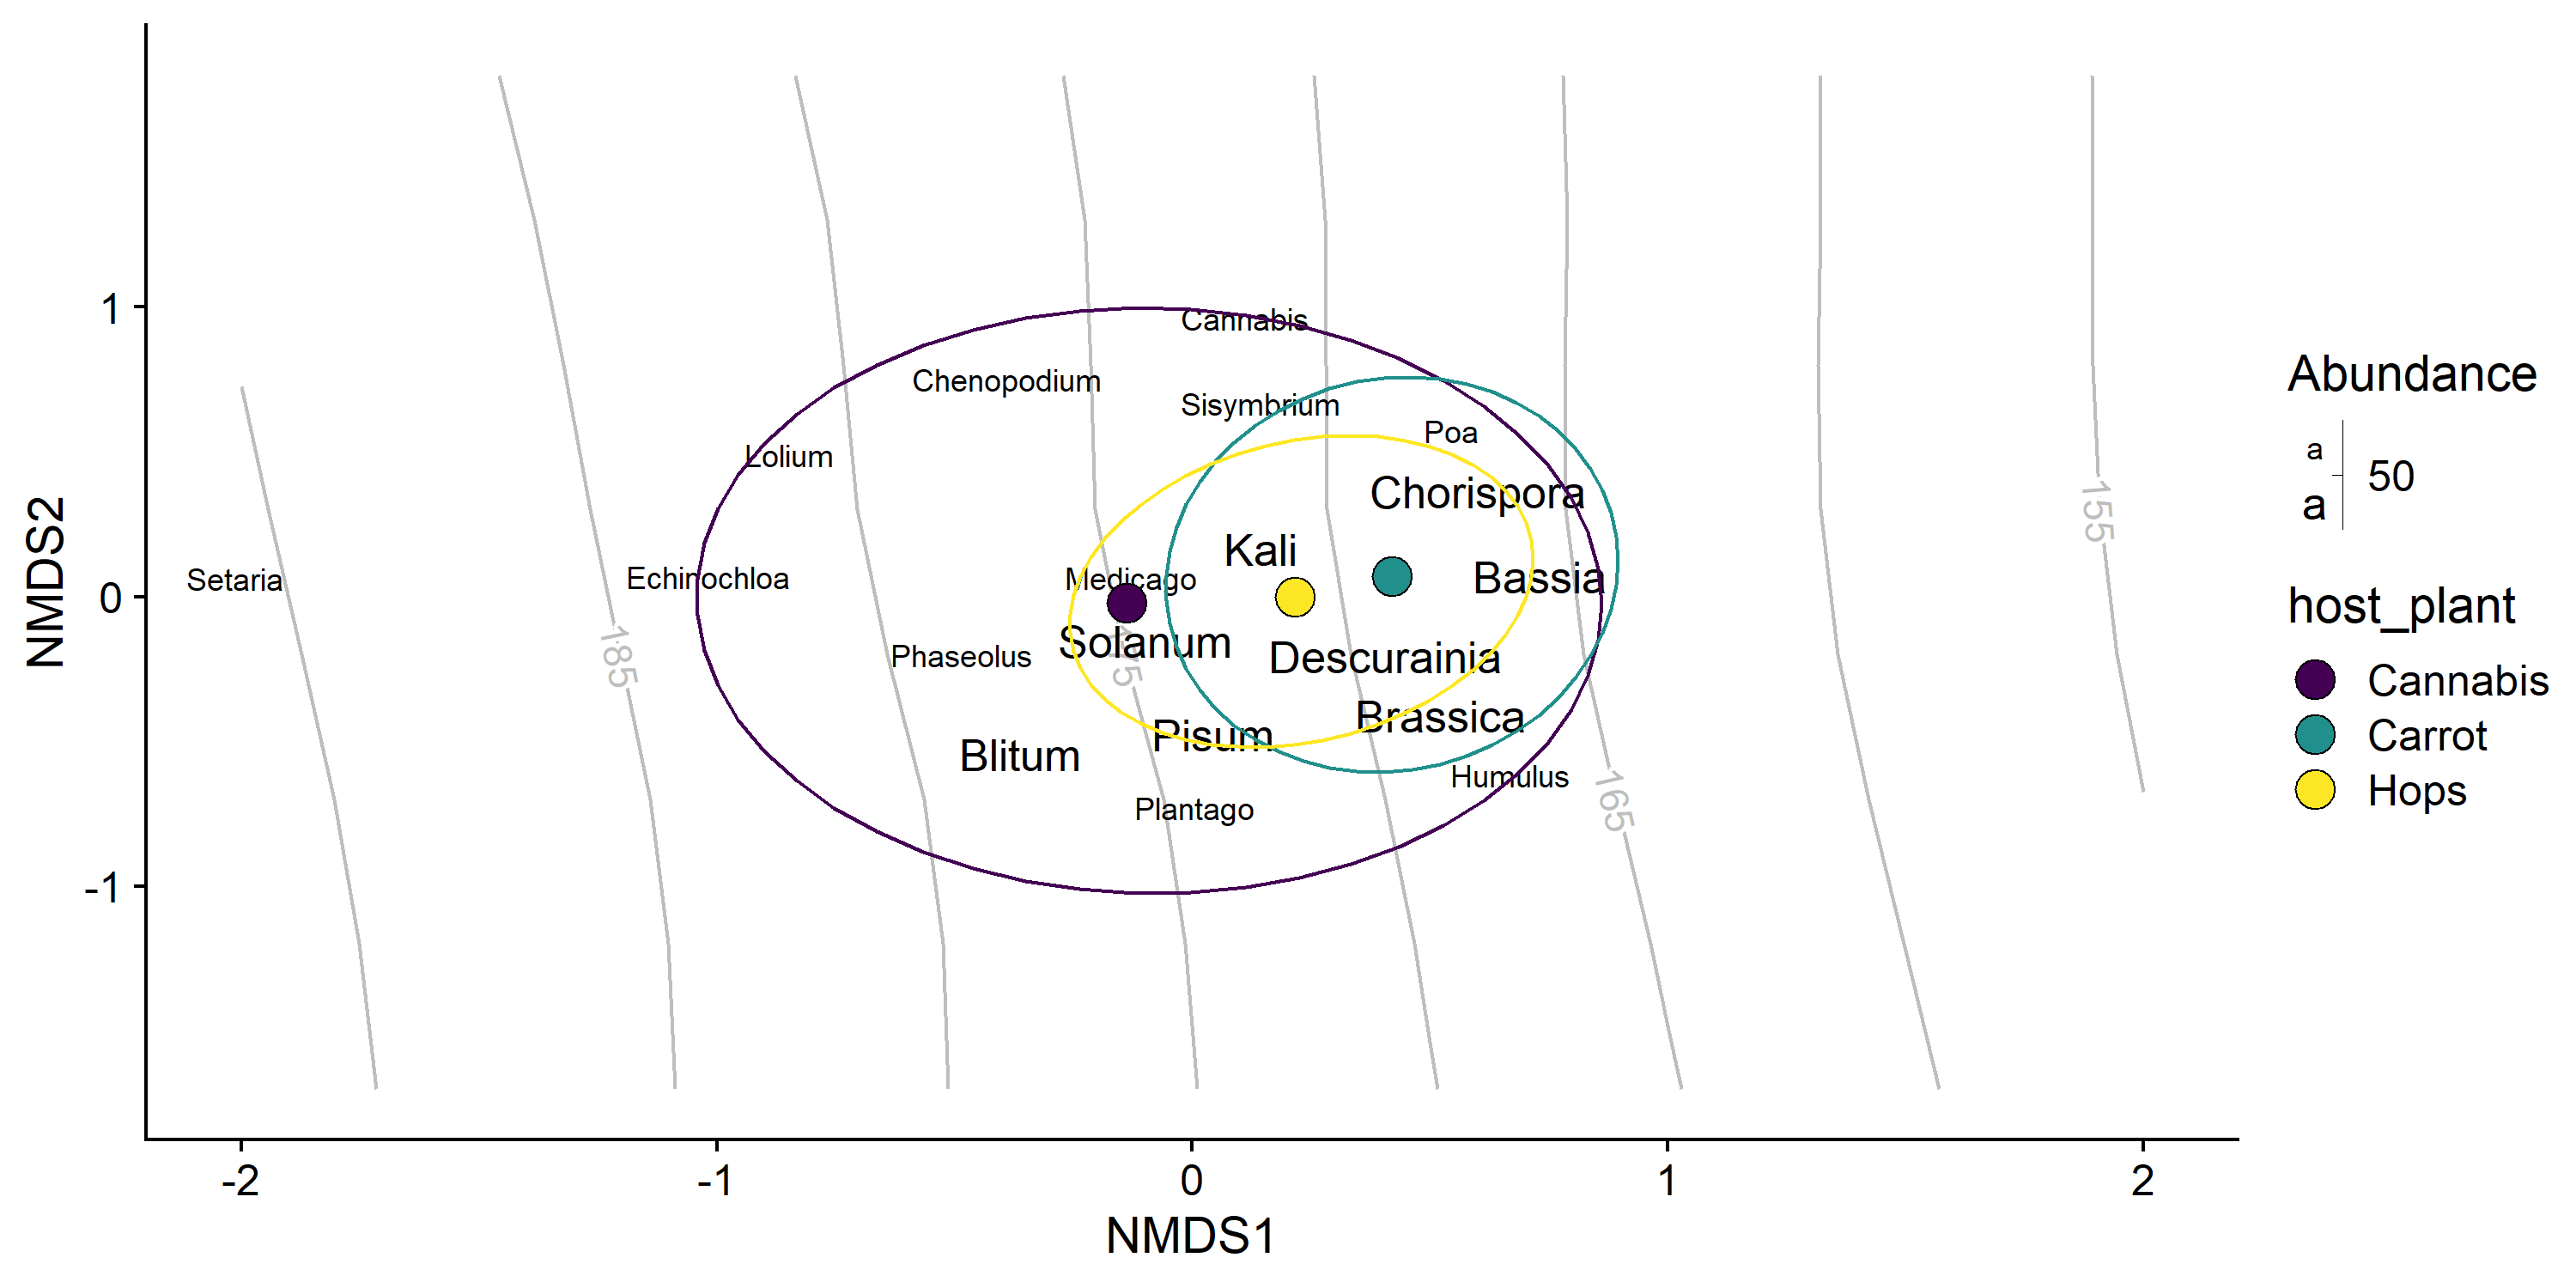 NMDS2
1
0
-1
-2
-1
0
1
2
NMDS1
Cannabis
Chenopodium
Sisymbrium
Poa
Lolium
Chorispora
Kali
Setaria
Echinochloa
Medicago
Bassia
Solanum
Phaseolus
Descurainia
Brassica
Pisum
Blitum
Humulus
Plantago
185
175
165
155
Abundance
a
a
50
host_plant
Cannabis
Carrot
Hops